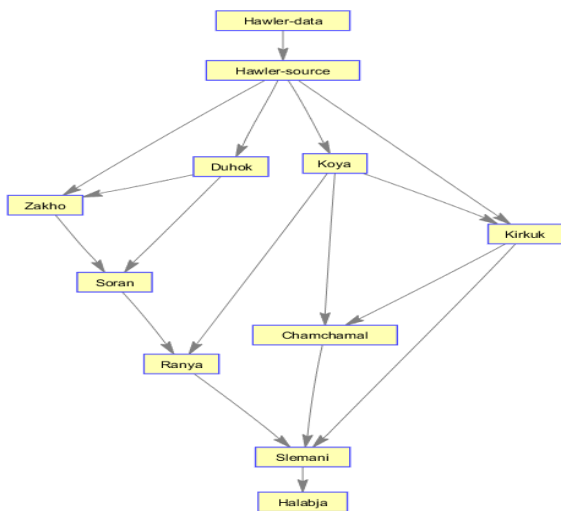 Hawler-data
Hawler-source
Duhok
Koya
Zakho
Kirkuk
Soran
Chamchamal
Ranya
Slemani
Halabja